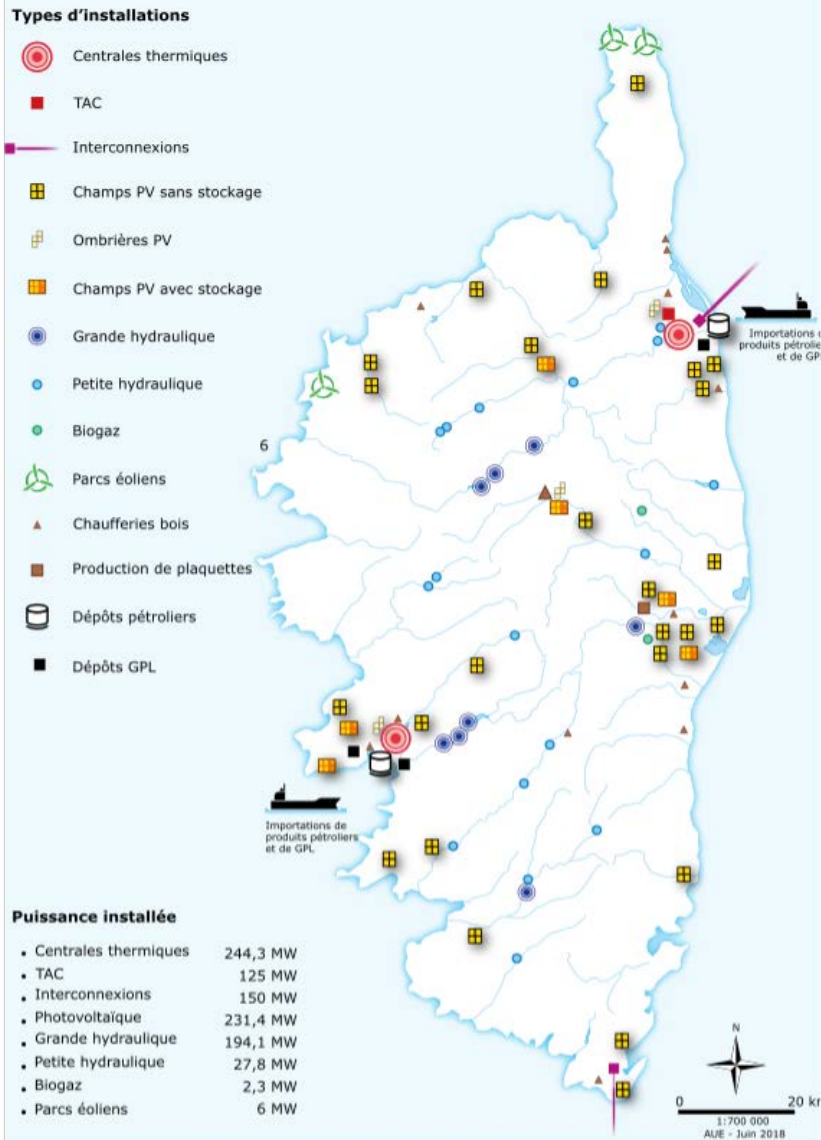 Types d'installations
Centrales thermiques
TAC
Interconnexions
Champs PV sans stockage
Ombrières PV
Champs PV avec stockage
Grande hydraulique
Petite hydraulique
Biogaz
Parcs éoliens
Chaufferies bois
Production de plaquettes
Dépôts pétroliers
Dépôts GPL
6
Importations
produits pétrolie
et de GP
Importations de
produits pétroliers
et de GPL
Puissance installée
• Centrales thermiques 244,3 MW
• TAC 125 MW
• Interconnexions 150 MW
• Photovoltaïque 231,4 MW
• Grande hydraulique 194,1 MW
• Petite hydraulique 27,8 MW
• Biogaz 2,3 MW
• Parcs éoliens 6 MW
N
0 20 km
1:700 000
AUE - Juin 2018